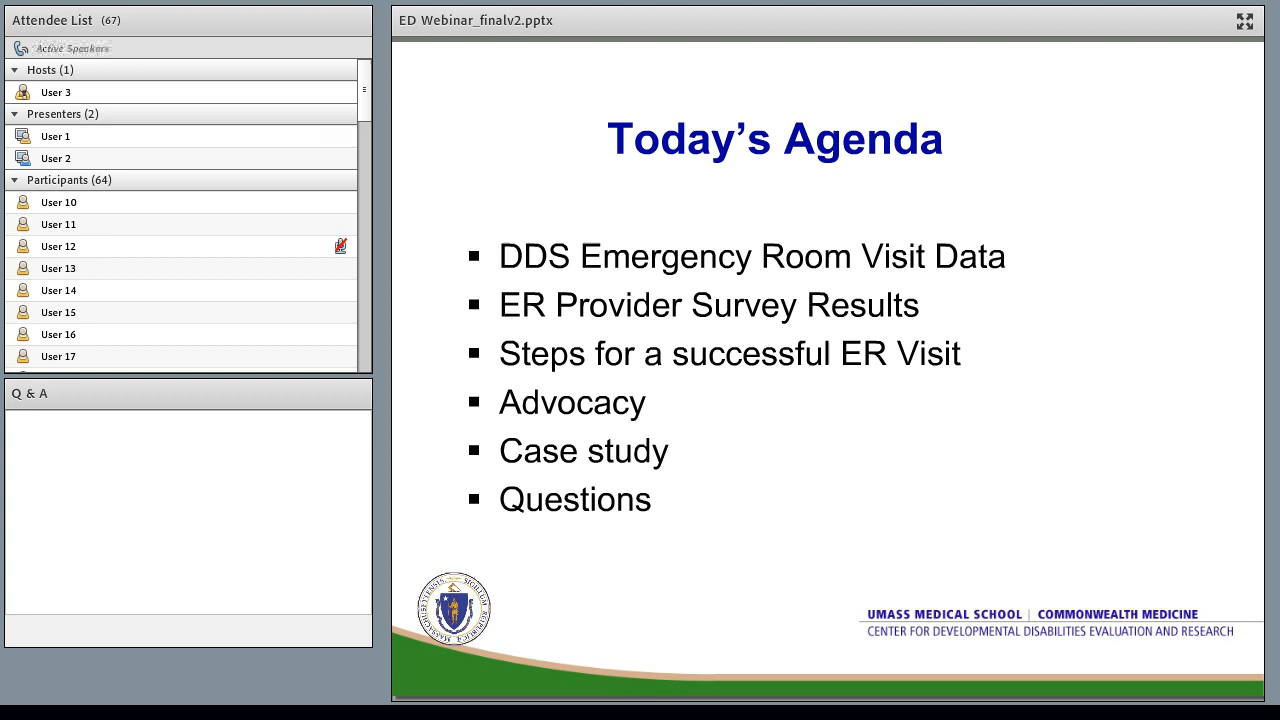 Attendee List (67)
Active Speakers
Hosts (1)
User 3
Presenters (2)
User 1
User 2
Participants (64)
User 10
User 11
User 12
User 13
User 14
User 15
User 16
User 17
Q & A
ED Webinar_finalv2.pptx
Today’s Agenda
▪ DDS Emergency Room Visit Data
▪ ER Provider Survey Results
▪ Steps for a successful ER Visit
▪ Advocacy
▪ Case study
▪ Questions
UMASS MEDICAL SCHOOL | COMMONWEALTH MEDICINE
CENTER FOR DEVELOPMENTAL DISABILITIES EVALUATION AND RESEARCH